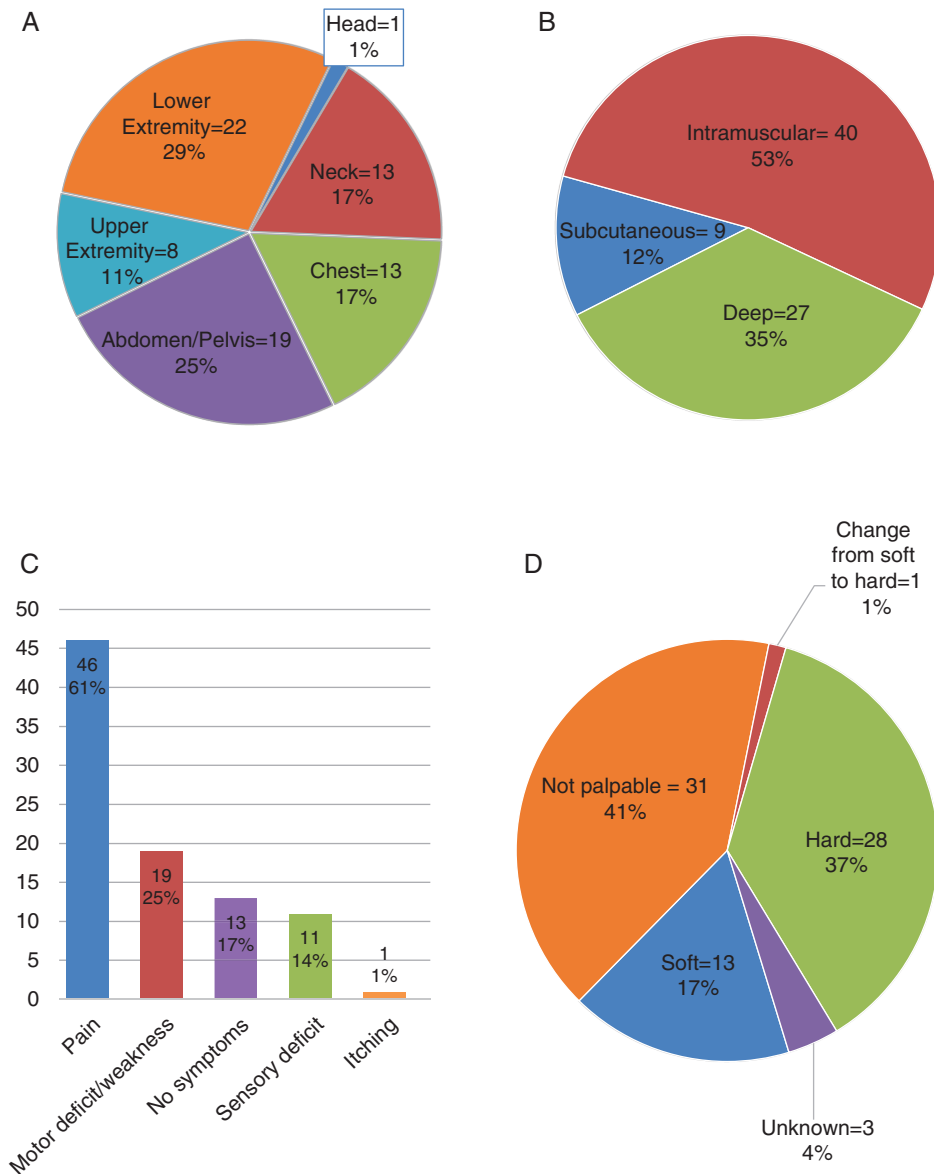 A
Head=1
1%
Lower
Extremity=22
29%
Neck=13
17%
Upper
Extremity=8
11%
Chest=13
17%
Abdomen/Pelvis=19
25%
B
Intramuscular= 40
53%
Subcutaneous= 9
12%
Deep=27
35%
C
50
45
40
35
30
25
20
15
10
5
0
46
61%
19
25%
13
17%
11
14%
1
1%
Pain
Motor deficit/weakness
No symptoms
Sensory deficit
Itching
D
Change
from soft
to hard=1
1%
Not palpable = 31
41%
Hard=28
37%
Soft=13
17%
Unknown=3
4%